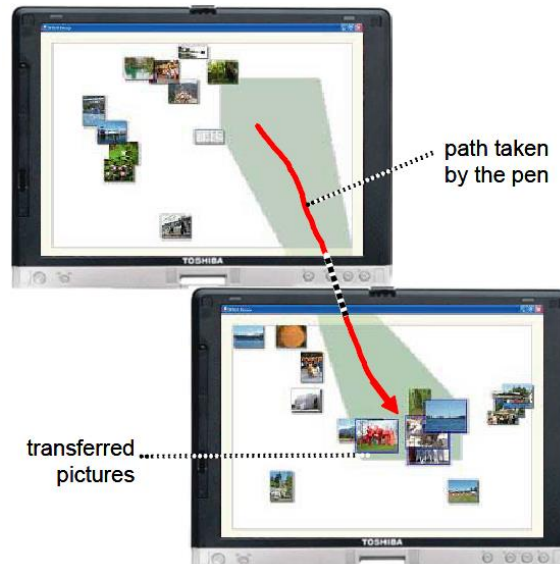 path taken
by the pen
TOSHIBA
transferred
pictures
TOSHIBA